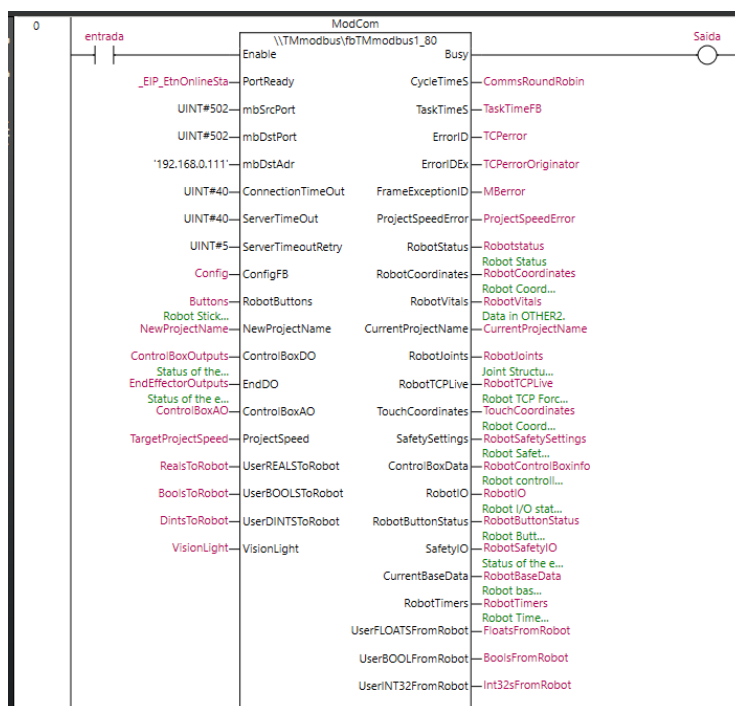 0
ModCom
entrada
\\TMmodbus\fbTMmodbus1_80
Saida
Enable Busy
_EIP_EtnOnlineSta PortReady CycleTimeS CommsRoundRobin
UINT#502 mbSrcPort TaskTimeS TaskTimeFB
UINT#502 mbDstPort ErrorID TCPerror
'192.168.0.111' mbDstAdr ErrorIDEx TCPerrorOriginator
UINT#40 ConnectionTimeOut FrameExceptionID MBerror
UINT#40 ServerTimeOut ProjectSpeedError ProjectSpeedError
UINT#5 ServerTimeoutRetry RobotStatus Robotstatus
Robot Status
Config ConfigFB RobotCoordinates RobotCoordinates
Robot Coord...
Buttons RobotButtons RobotVitals RobotVitals
Robot Stick... Data in OTHER2.
NewProjectName NewProjectName CurrentProjectName CurrentProjectName
ControlBoxOutputs ControlBoxDO RobotJoints RobotJoints
Status of the... Joint Structu...
EndEffectorOutputs EndDO RobotTCPLive RobotTCPLive
Status of the e... Robot TCP Forc...
ControlBoxAO ControlBoxAO TouchCoordinates TouchCoordinates
Robot Coord...
TargetProjectSpeed ProjectSpeed SafetySettings RobotSafetySettings
Robot Safet...
RealsToRobot UserREALSToRobot ControlBoxData RobotControlBoxinfo
Robot controll...
BoolsToRobot UserBOOLSToRobot RobotIO RobotIO
Robot I/O stat...
DintsToRobot UserDINTSToRobot RobotButtonStatus RobotButtonStatus
Robot Butt...
VisionLight VisionLight SafetyIO RobotSafetyIO
Status of the e...
CurrentBaseData RobotBaseData
Robot bas...
RobotTimers RobotTimers
Robot Time...
UserFLOATSFromRobot FloatsFromRobot
UserBOOLFromRobot BoolsFromRobot
UserINT32FromRobot Int32sFromRobot